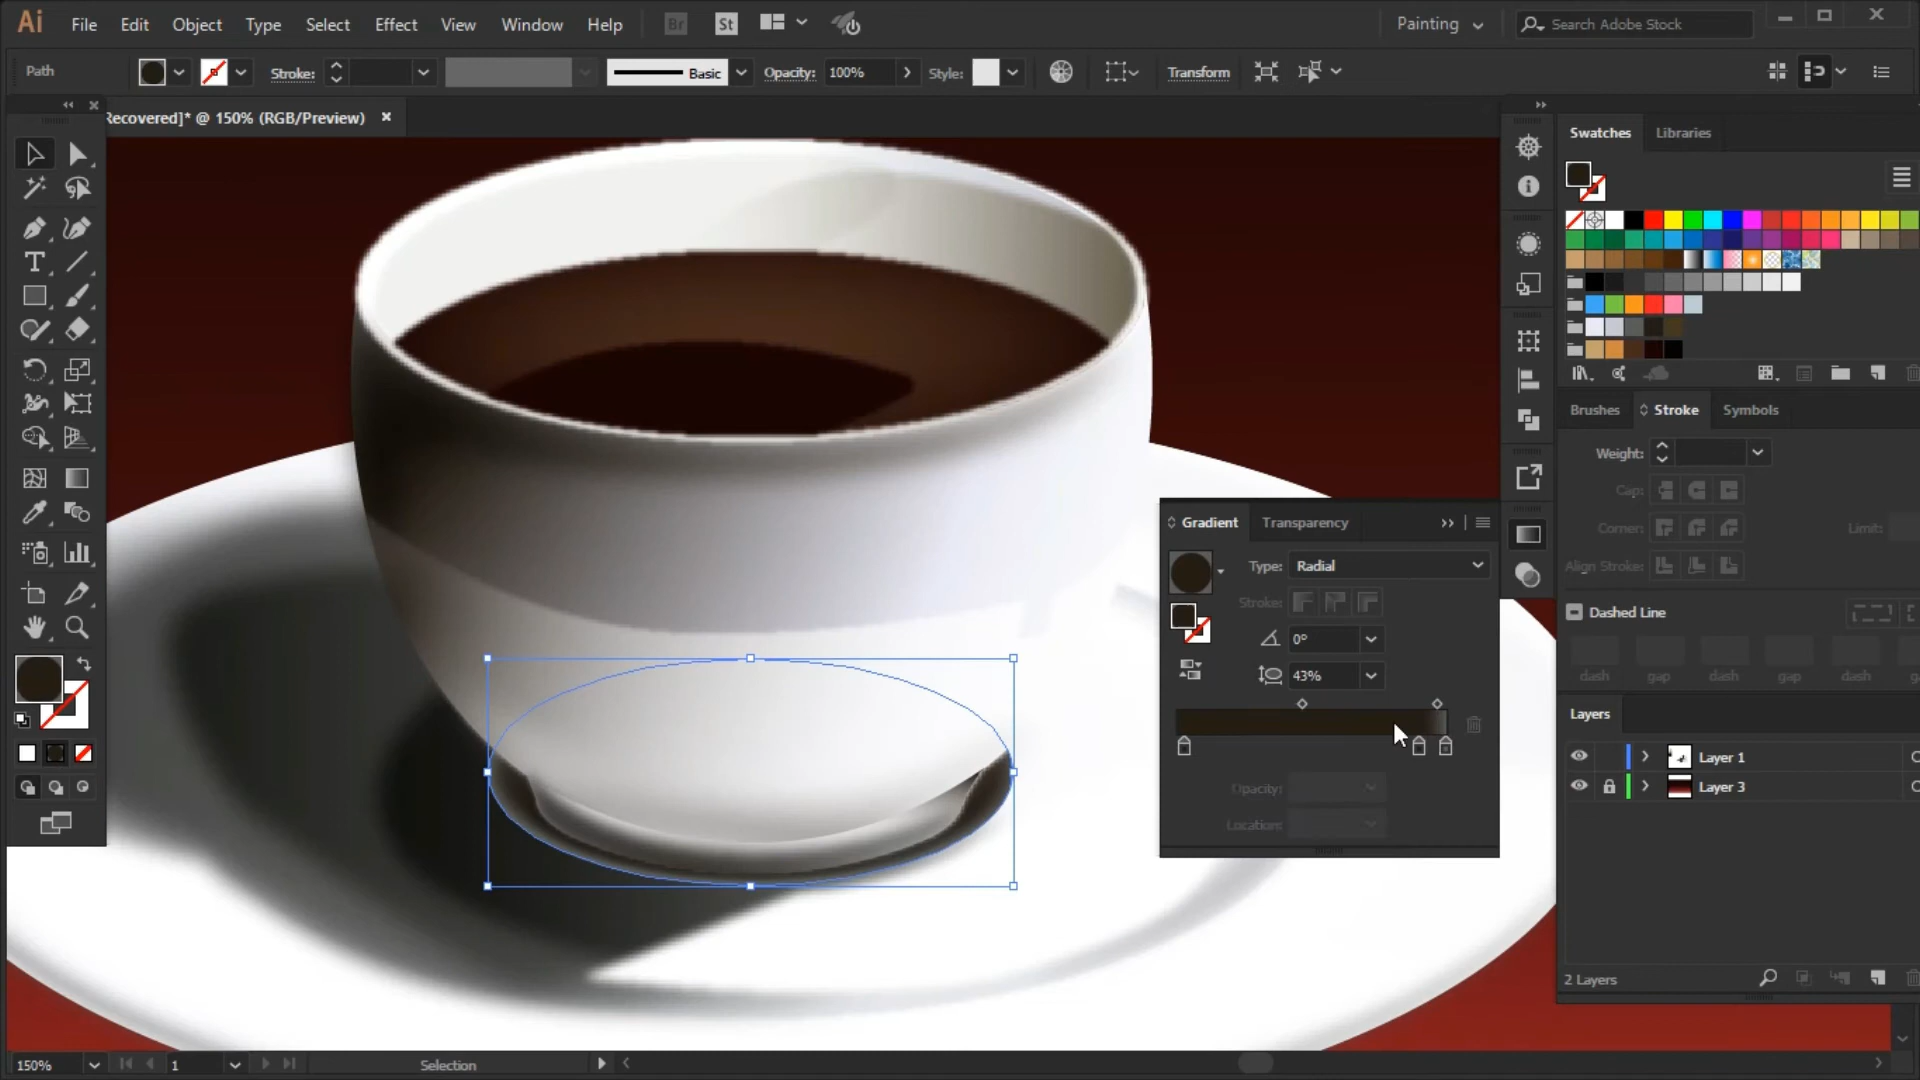 Ai File Edit Object Type Select Effect View Window Help Br St Painting Search Adobe Stock
Path Stroke: Basic Opacity: 100% Style: Transform
Recovered]* @ 150% (RGB/Preview)
Swatches Libraries
Brushes Stroke Symbols
Weight:
Cap:
Gradient Transparency
Corner: Limit:
Type: Radial
Align Stroke:
Stroke:
Dashed Line
0°
43%
dash gap dash gap dash gap
Layers
Layer 1
Opacity:
Layer 3
Location:
2 Layers
150% 1 Selection